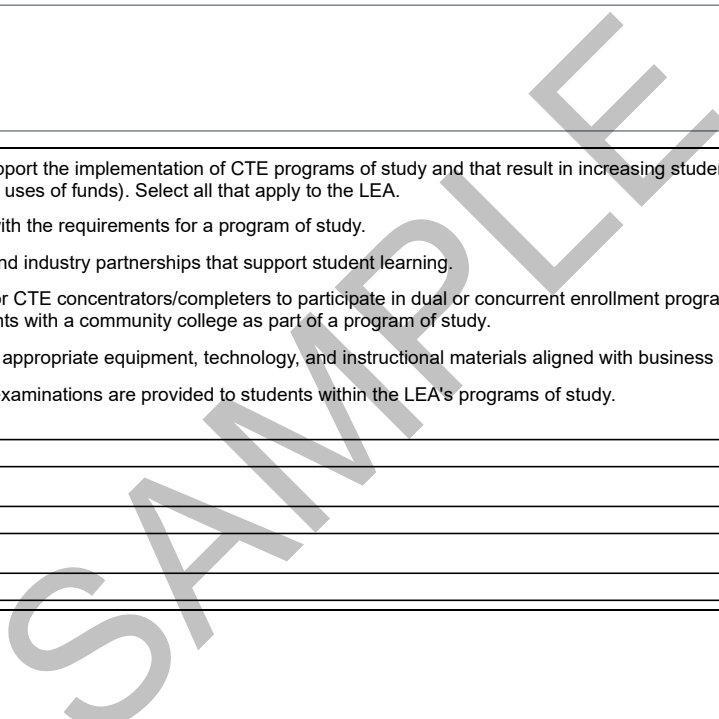 pport the implementation of CTE programs of study and that result in increasing stude
uses of funds). Select all that apply to the LEA.
ith the requirements for a program of study.
nd industry partnerships that support student learning.
or CTE concentrators/completers to participate in dual or concurrent enrollment progra
nts with a community college as part of a program of study.
appropriate equipment, technology, and instructional materials aligned with business
xaminations are provided to students within the LEA's programs of study.
SAMPLE